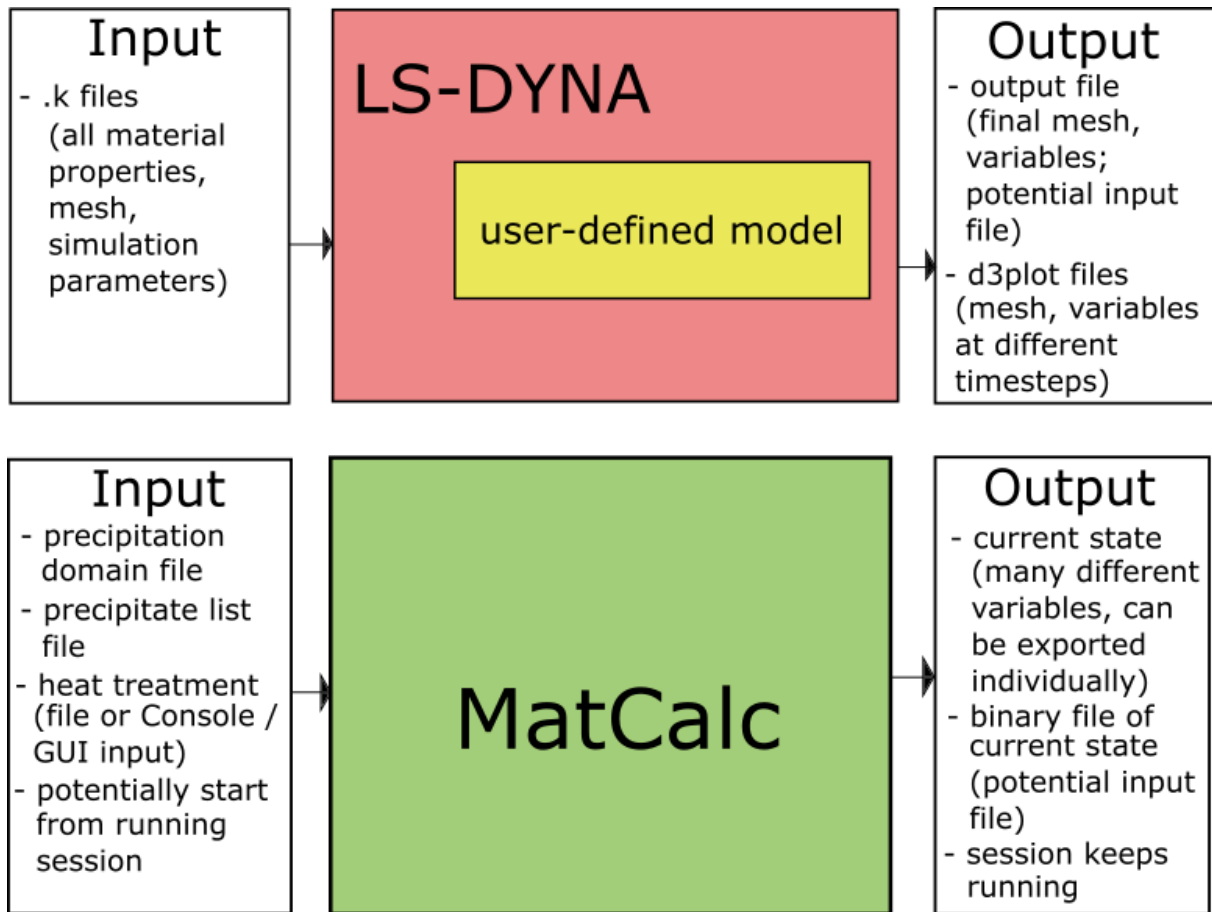 Input
- .k files
(all material
properties,
mesh,
simulation
parameters)
LS-DYNA
user-defined model
Output
- output file
(final mesh,
variables;
potential input
file)
- d3plot files
(mesh, variables
at different
timesteps)
Input
- precipitation
domain file
- precipitate list
file
- heat treatment
(file or Console /
GUI input)
- potentially start
from running
session
MatCalc
Output
- current state
(many different
variables, can
be exported
individually)
- binary file of
current state
(potential input
file)
- session keeps
running